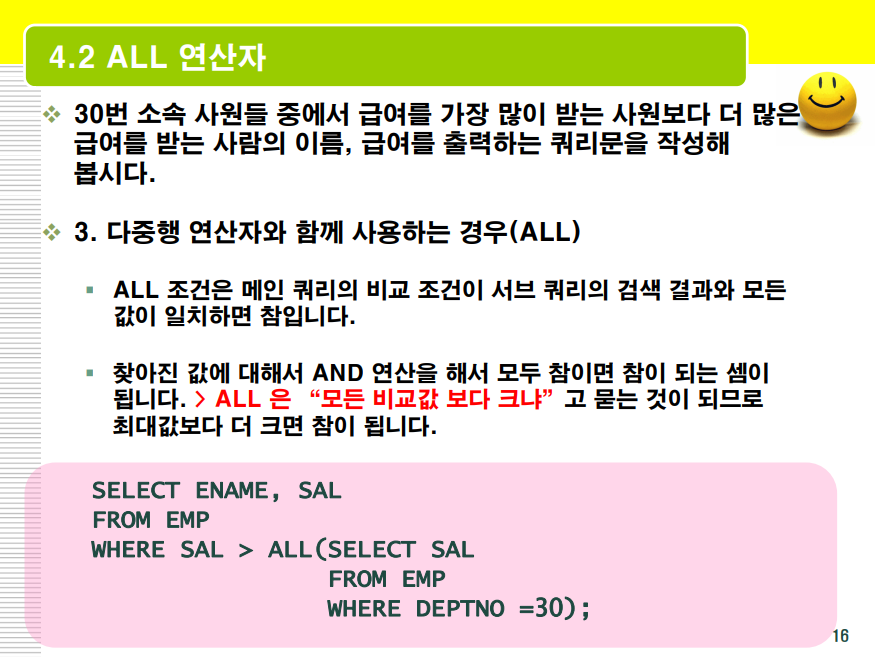 4.2 ALL 연산자
30번 소속 사원들 중에서 급여를 가장 많이 받는 사원보다 더 많은
급여를 받는 사람의 이름, 급여를 출력하는 쿼리문을 작성해
봅시다.
3. 다중행 연산자와 함께 사용하는 경우(ALL)
ALL 조건은 메인 쿼리의 비교 조건이 서브 쿼리의 검색 결과와 모든
값이 일치하면 참입니다.
찾아진 값에 대해서 AND 연산을 해서 모두 참이면 참이 되는 셈이
됩니다. > ALL 은 “모든 비교값 보다 크냐” 고 묻는 것이 되므로
최대값보다 더 크면 참이 됩니다.
SELECT ENAME, SAL
FROM EMP
WHERE SAL > ALL(SELECT SAL
FROM EMP
WHERE DEPTNO =30);
16